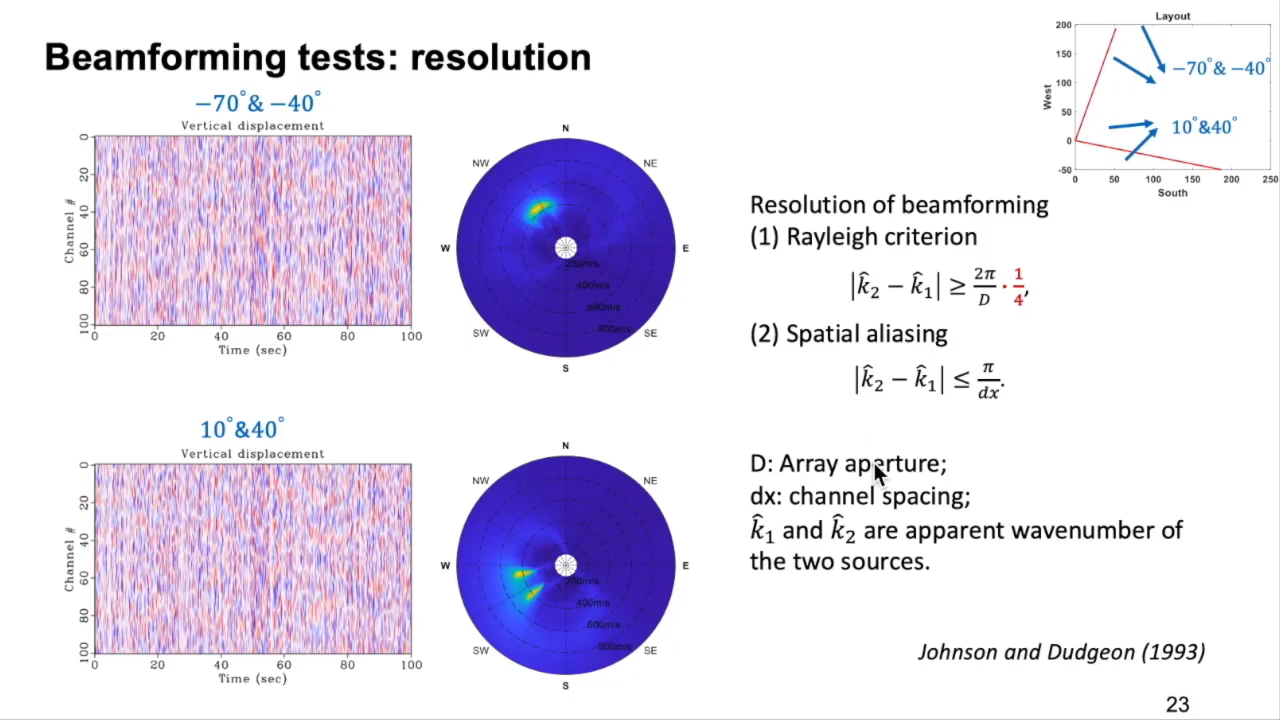 Beamforming tests: resolution
−70°& −40°
Vertical displacement
Channel #
0
20
40
60
80
100
0
20
40
60
80
100
Time (sec)
N
NE
E
SE
S
SW
W
NW
200m/s
400m/s
600m/s
800m/s
10°&40°
Vertical displacement
Channel #
0
20
40
60
80
100
0
20
40
60
80
100
Time (sec)
N
NE
E
SE
S
SW
W
NW
200m/s
400m/s
600m/s
800m/s
Layout
West
200
150
100
50
0
-50
0
50
100
150
200
250
South
−70°& −40°
10°&40°
Resolution of beamforming
(1) Rayleigh criterion
|k̂₂ − k̂₁| ≥ 2π/D · 1/4,
(2) Spatial aliasing
|k̂₂ − k̂₁| ≤ π/dx.
D: Array aperture;
dx: channel spacing;
k̂₁ and k̂₂ are apparent wavenumber of
the two sources.
Johnson and Dudgeon (1993)
23